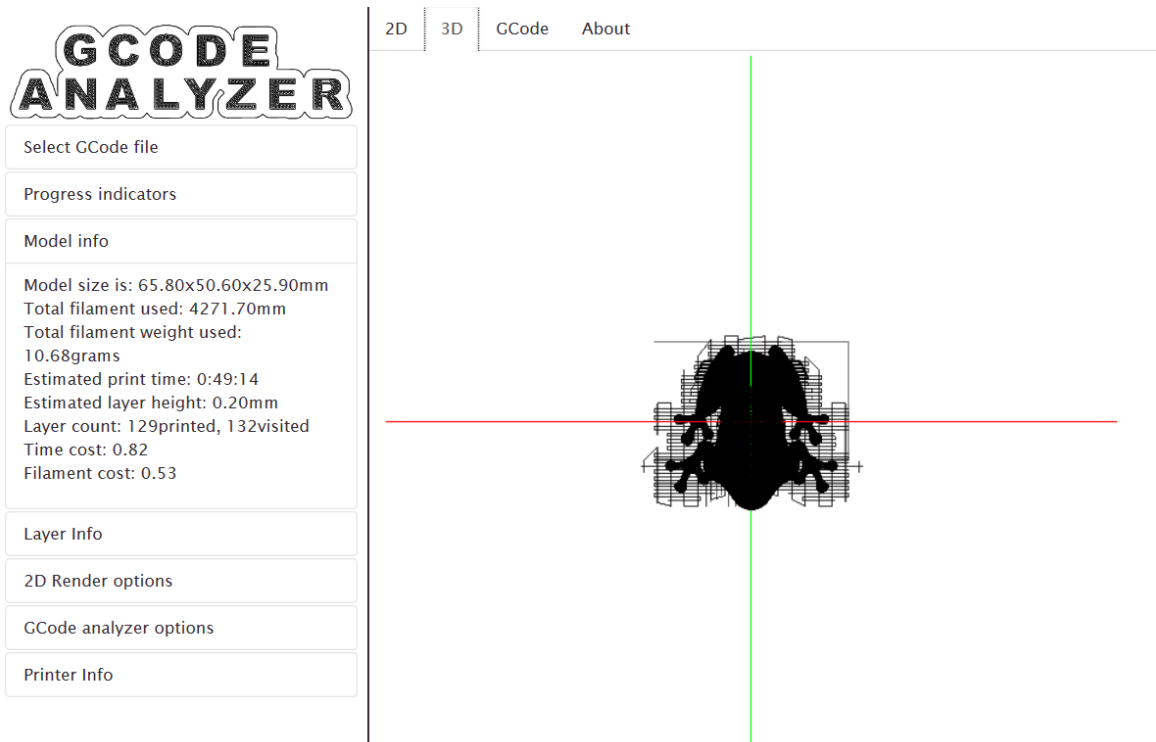 GCODE
ANALYZER
Select GCode file
Progress indicators
Model info
Model size is: 65.80x50.60x25.90mm
Total filament used: 4271.70mm
Total filament weight used:
10.68grams
Estimated print time: 0:49:14
Estimated layer height: 0.20mm
Layer count: 129printed, 132visited
Time cost: 0.82
Filament cost: 0.53
Layer Info
2D Render options
GCode analyzer options
Printer Info
2D 3D GCode About